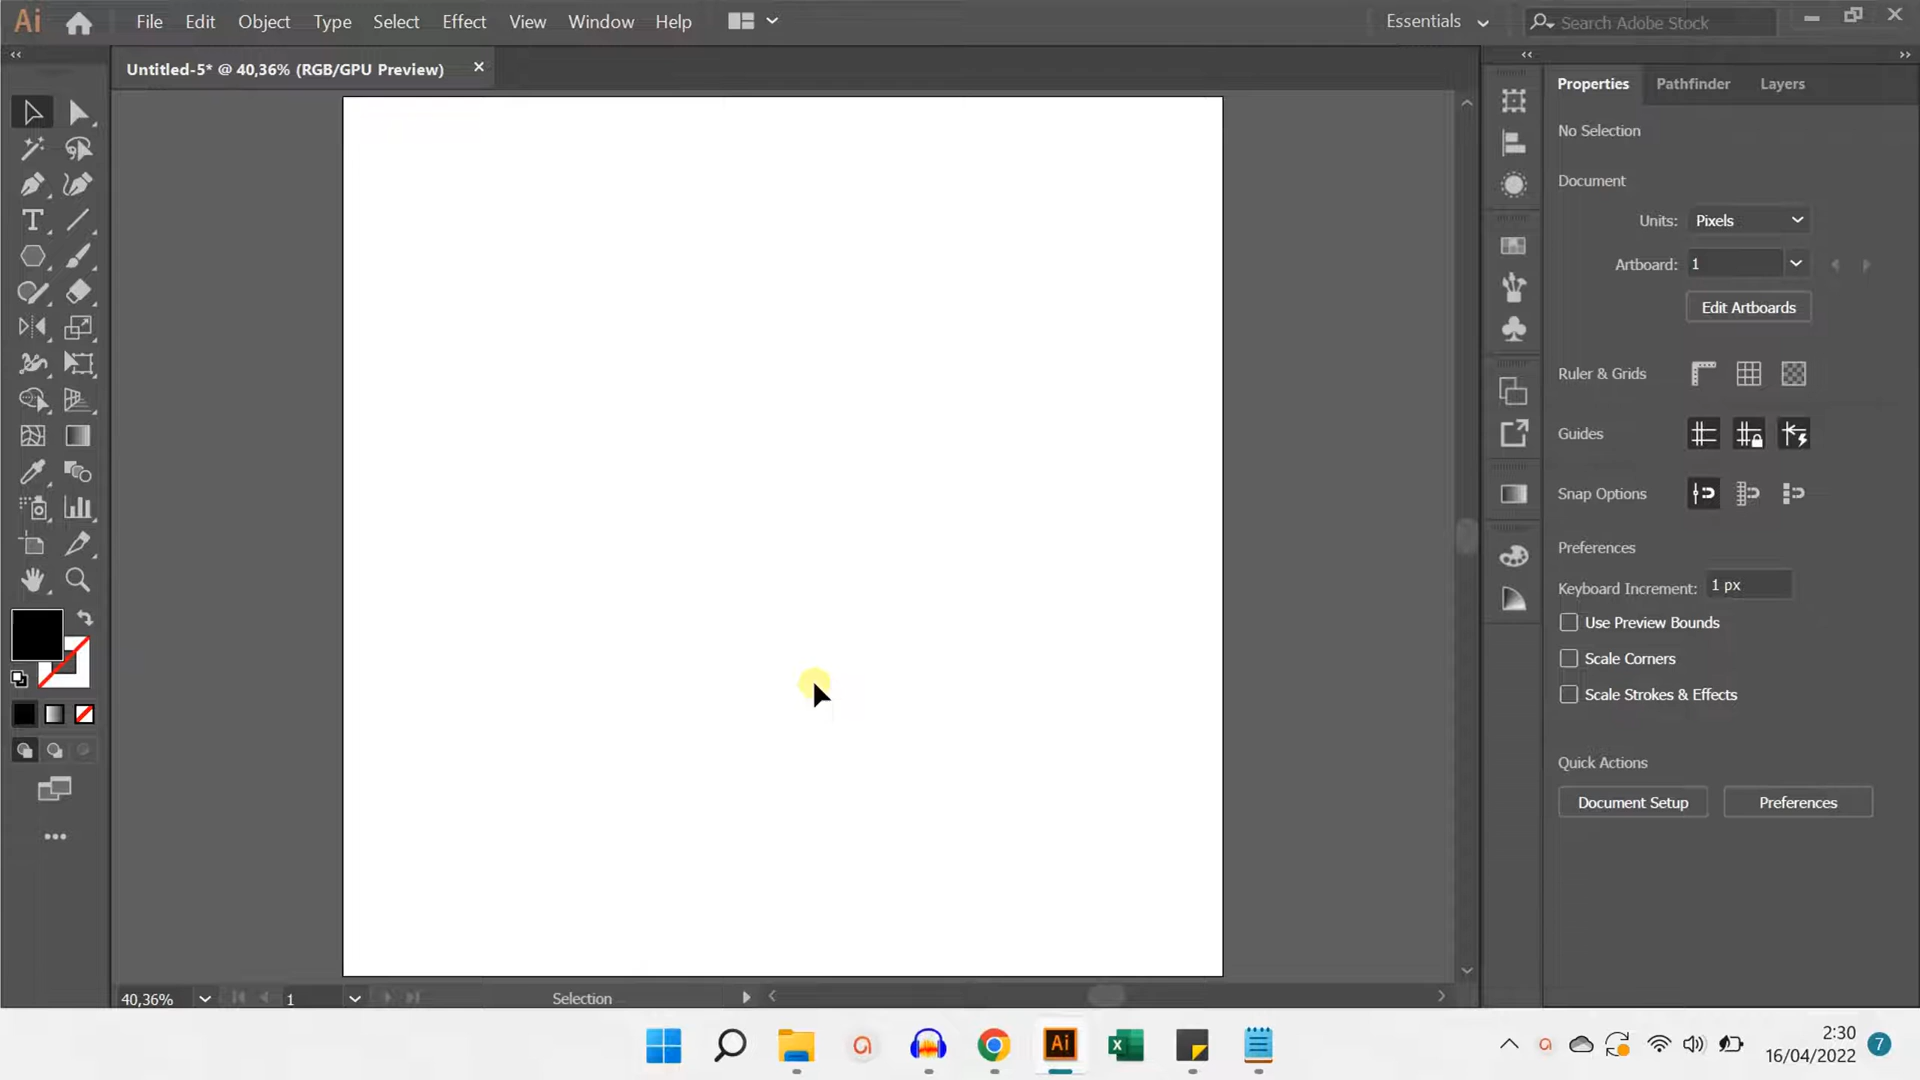 Ai File Edit Object Type Select Effect View Window Help Essentials Search Adobe Stock
Untitled-5* @ 40,36% (RGB/GPU Preview) ×
Properties Pathfinder Layers
No Selection
Document
Units: Pixels
Artboard: 1
Edit Artboards
Ruler & Grids
Guides
Snap Options
Preferences
Keyboard Increment: 1 px
Use Preview Bounds
Scale Corners
Scale Strokes & Effects
Quick Actions
Document Setup Preferences
40,36% 1 Selection
Ai
2:30
16/04/2022
7